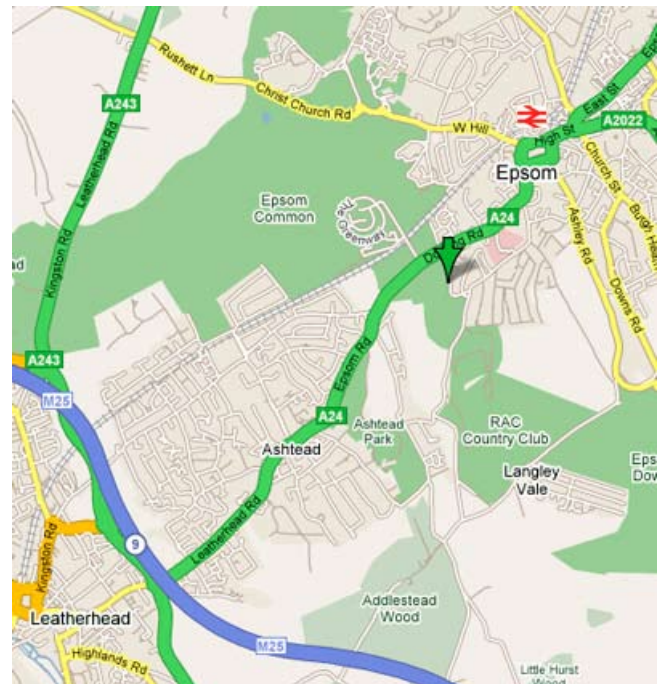 Rushett Ln
A243
Leatherhead Rd
Christ Church Rd
W Hill
High St
East St
A2022
Epsom
Church St
Epsom
Common
The Greenway
A24
Ashley Rd
Downs Rd
Kingston Rd
A243
M25
Epsom Rd
A24
Ashtead
Ashtead
Park
RAC
Country Club
Langley
Vale
Leatherhead Rd
9
Kingston Rd
Leatherhead
Addlestead
Wood
Highlands Rd
M25
Little Hurst